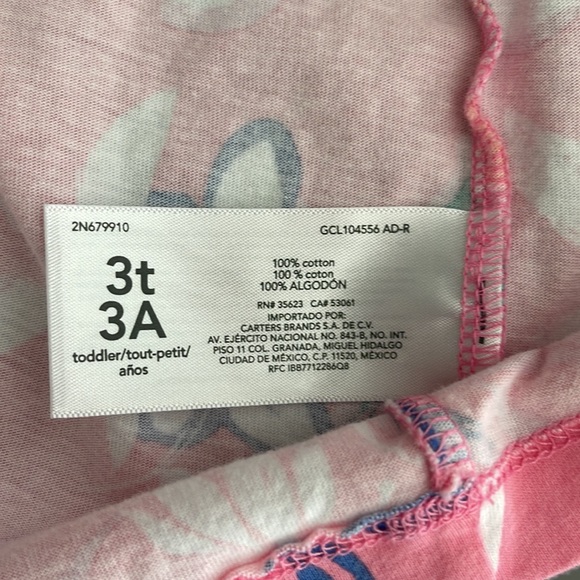 2N679910
GCL104556 AD-R
3t
3A
toddler/tout-petit/
años
100% cotton
100 % coton
100% ALGODÓN
RN# 35623 CA# 53061
IMPORTADO POR:
CARTERS BRANDS S.A. DE C.V.
AV. EJÉRCITO NACIONAL NO. 843-B, NO. INT.
PISO 11 COL. GRANADA, MIGUEL HIDALGO
CIUDAD DE MÉXICO, C.P. 11520, MÉXICO
RFC IBB7712286Q8